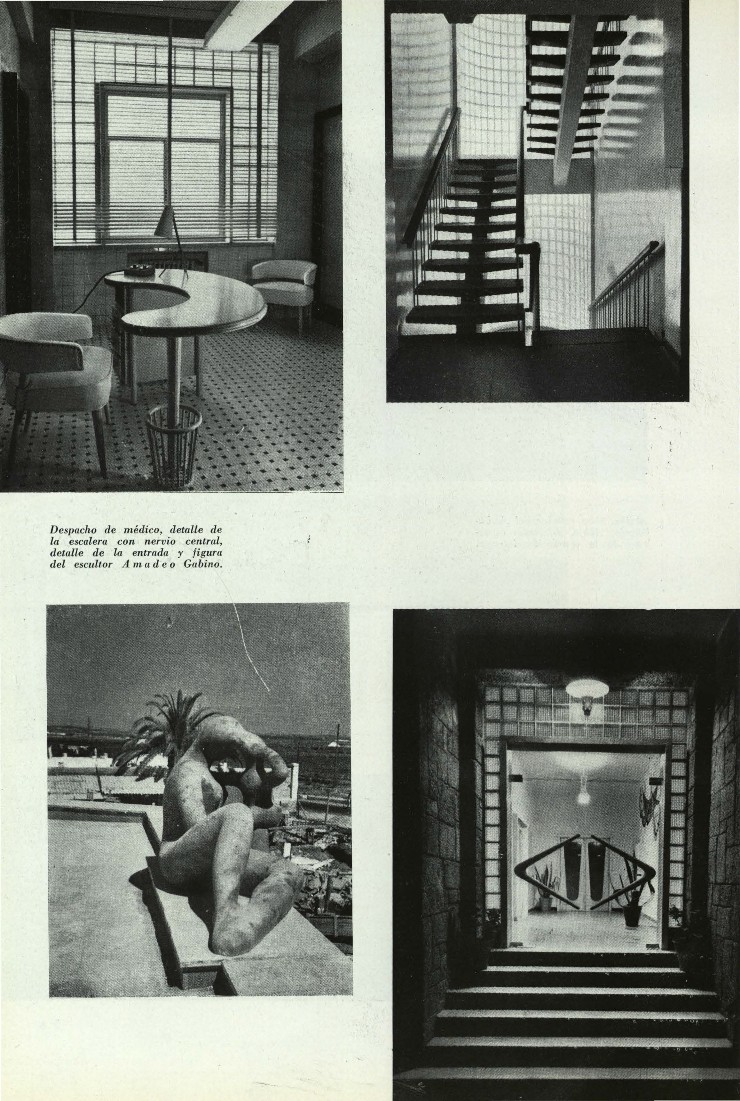 Despacho de médico, detalle de
la escalera con nervio central,
detalle de la entrada y figura
del escultor Amadeo Gabino.